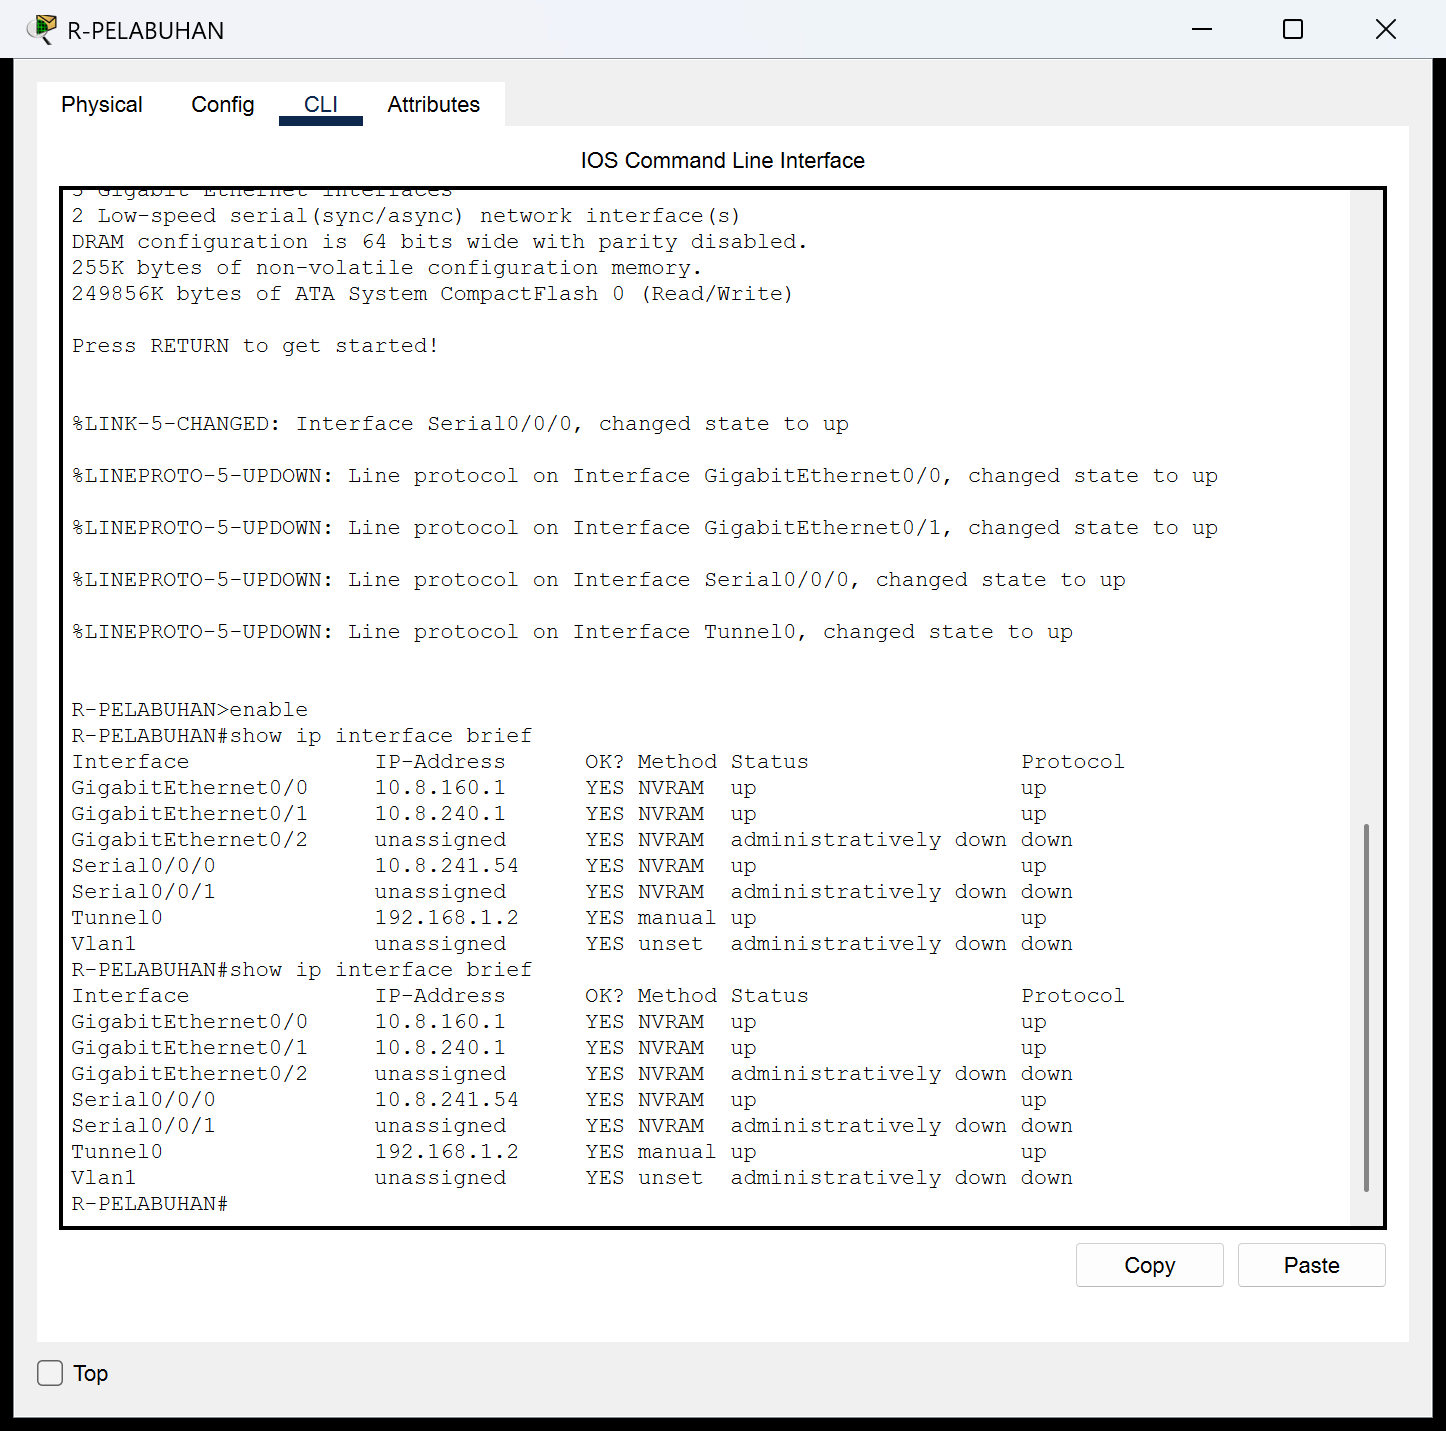 R-PELABUHAN
Physical Config CLI Attributes
IOS Command Line Interface
3 Gigabit Ethernet interfaces
2 Low-speed serial(sync/async) network interface(s)
DRAM configuration is 64 bits wide with parity disabled.
255K bytes of non-volatile configuration memory.
249856K bytes of ATA System CompactFlash 0 (Read/Write)
Press RETURN to get started!
%LINK-5-CHANGED: Interface Serial0/0/0, changed state to up
%LINEPROTO-5-UPDOWN: Line protocol on Interface GigabitEthernet0/0, changed state to up
%LINEPROTO-5-UPDOWN: Line protocol on Interface GigabitEthernet0/1, changed state to up
%LINEPROTO-5-UPDOWN: Line protocol on Interface Serial0/0/0, changed state to up
%LINEPROTO-5-UPDOWN: Line protocol on Interface Tunnel0, changed state to up
R-PELABUHAN>enable
R-PELABUHAN#show ip interface brief
Interface IP-Address OK? Method Status Protocol
GigabitEthernet0/0 10.8.160.1 YES NVRAM up up
GigabitEthernet0/1 10.8.240.1 YES NVRAM up up
GigabitEthernet0/2 unassigned YES NVRAM administratively down down
Serial0/0/0 10.8.241.54 YES NVRAM up up
Serial0/0/1 unassigned YES NVRAM administratively down down
Tunnel0 192.168.1.2 YES manual up up
Vlan1 unassigned YES unset administratively down down
R-PELABUHAN#show ip interface brief
Interface IP-Address OK? Method Status Protocol
GigabitEthernet0/0 10.8.160.1 YES NVRAM up up
GigabitEthernet0/1 10.8.240.1 YES NVRAM up up
GigabitEthernet0/2 unassigned YES NVRAM administratively down down
Serial0/0/0 10.8.241.54 YES NVRAM up up
Serial0/0/1 unassigned YES NVRAM administratively down down
Tunnel0 192.168.1.2 YES manual up up
Vlan1 unassigned YES unset administratively down down
R-PELABUHAN#
Copy Paste
Top